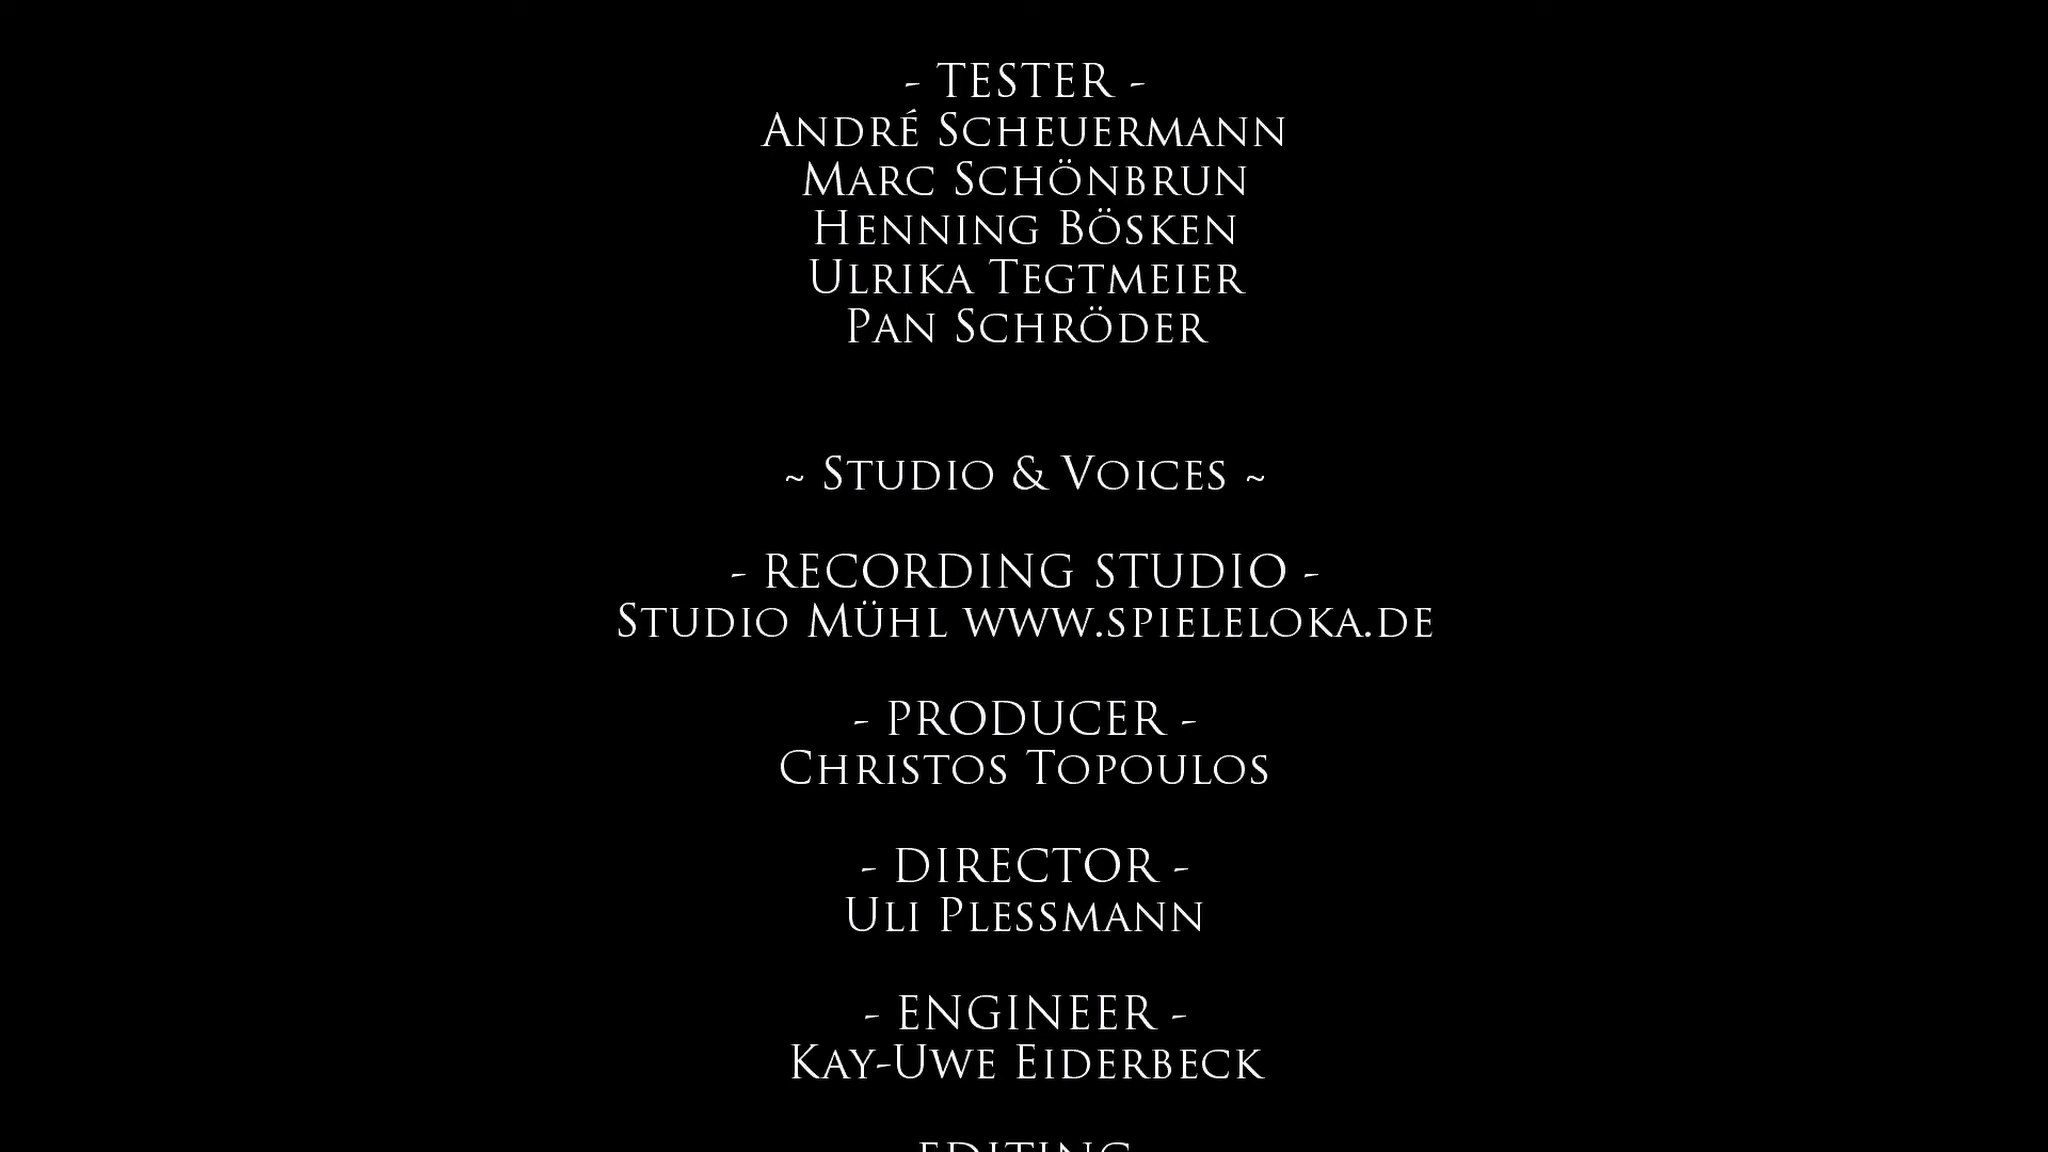 - TESTER -
André Scheuermann
Marc Schönbrun
Henning Bösken
Ulrika Tegtmeier
Pan Schröder
~ Studio & Voices ~
- RECORDING STUDIO -
Studio Mühl www.spieleloka.de
- PRODUCER -
Christos Topoulos
- DIRECTOR -
Uli Plessmann
- ENGINEER -
Kay-Uwe Eiderbeck
EDITING